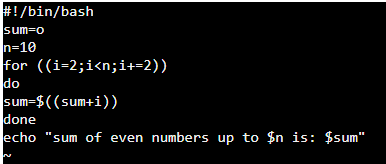 #!/bin/bash
sum=o
n=10
for ((i=2;i<n;i+=2))
do
sum=$((sum+i))
done
echo "sum of even numbers up to $n is: $sum"
~